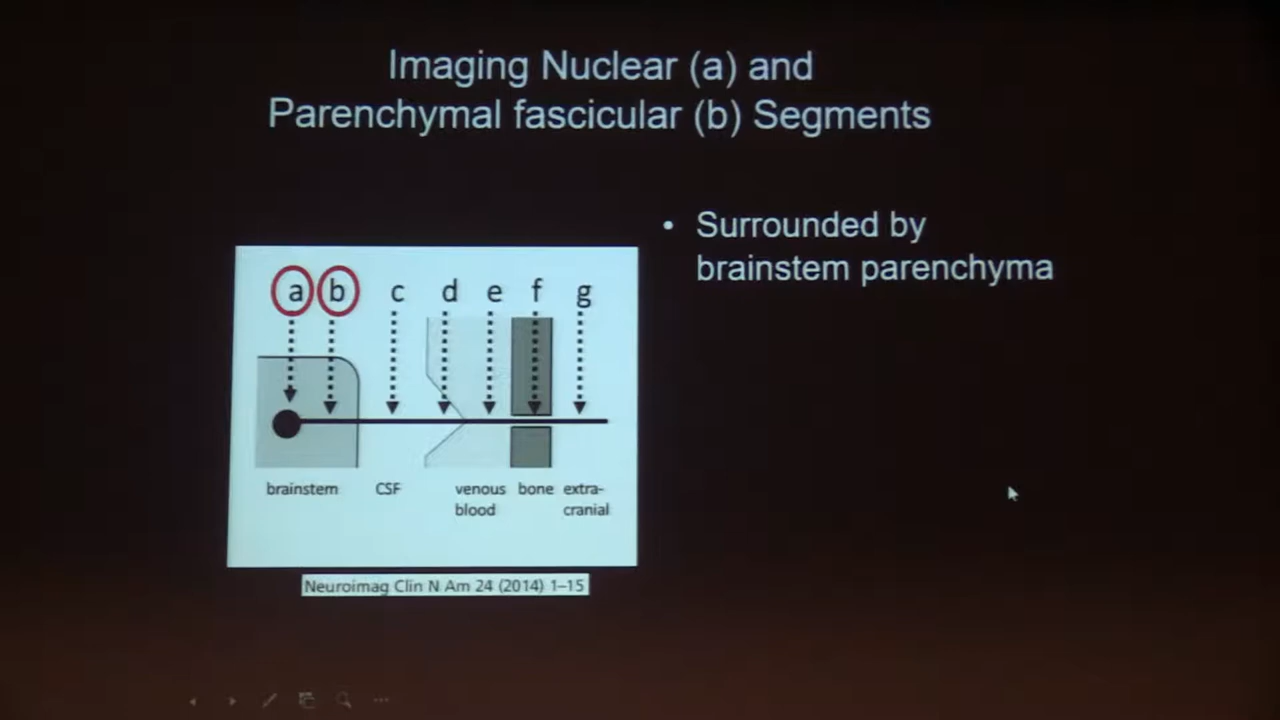 Imaging Nuclear (a) and
Parenchymal fascicular (b) Segments
• Surrounded by
brainstem parenchyma
a b c d e f g
brainstem CSF venous bone extra-
blood cranial
Neuroimag Clin N Am 24 (2014) 1–15